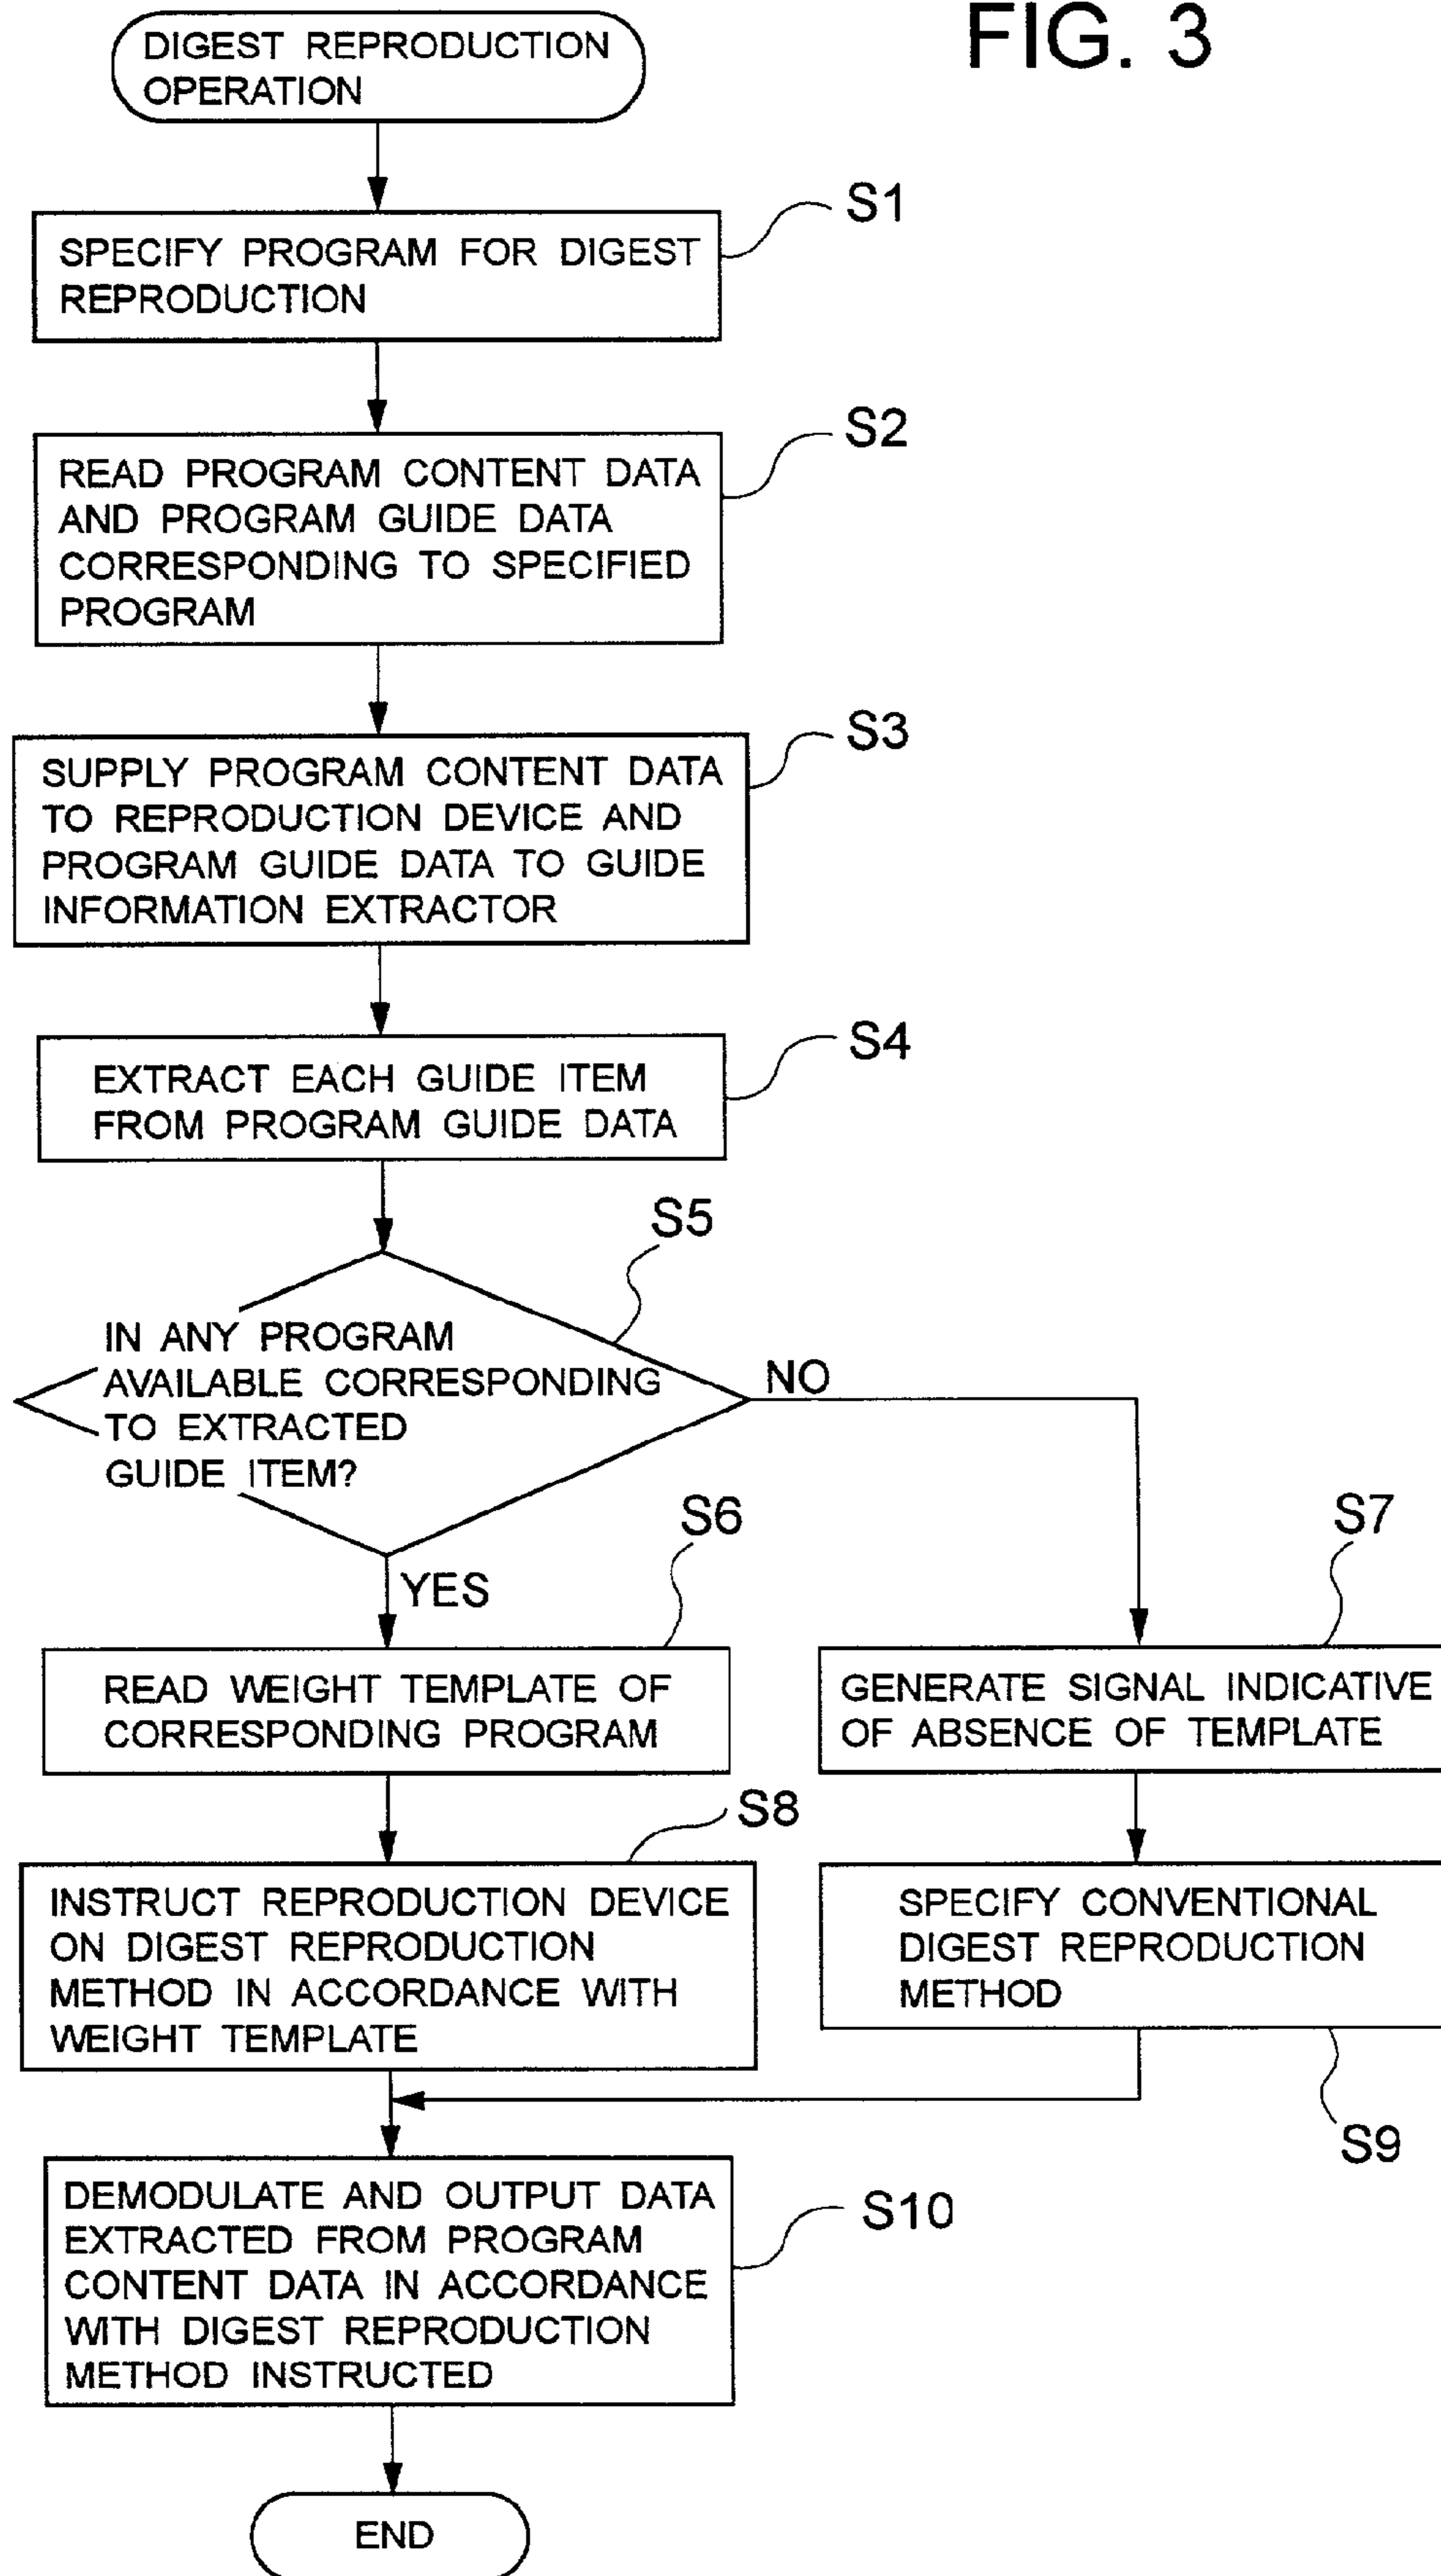 FIG. 3
DIGEST REPRODUCTION
OPERATION
S1
SPECIFY PROGRAM FOR DIGEST
REPRODUCTION
S2
READ PROGRAM CONTENT DATA
AND PROGRAM GUIDE DATA
CORRESPONDING TO SPECIFIED
PROGRAM
S3
SUPPLY PROGRAM CONTENT DATA
TO REPRODUCTION DEVICE AND
PROGRAM GUIDE DATA TO GUIDE
INFORMATION EXTRACTOR
S4
EXTRACT EACH GUIDE ITEM
FROM PROGRAM GUIDE DATA
S5
IN ANY PROGRAM
AVAILABLE CORRESPONDING
TO EXTRACTED
GUIDE ITEM?
NO
YES
S6
READ WEIGHT TEMPLATE OF
CORRESPONDING PROGRAM
S7
GENERATE SIGNAL INDICATIVE
OF ABSENCE OF TEMPLATE
S8
INSTRUCT REPRODUCTION DEVICE
ON DIGEST REPRODUCTION
METHOD IN ACCORDANCE WITH
WEIGHT TEMPLATE
SPECIFY CONVENTIONAL
DIGEST REPRODUCTION
METHOD
S9
S10
DEMODULATE AND OUTPUT DATA
EXTRACTED FROM PROGRAM
CONTENT DATA IN ACCORDANCE
WITH DIGEST REPRODUCTION
METHOD INSTRUCTED
END